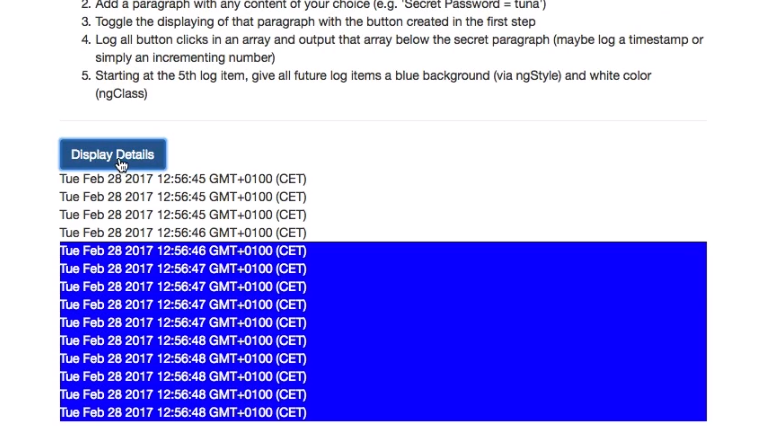 2. Add a paragraph with any content of your choice (e.g. 'Secret Password = tuna')
3. Toggle the displaying of that paragraph with the button created in the first step
4. Log all button clicks in an array and output that array below the secret paragraph (maybe log a timestamp or
simply an incrementing number)
5. Starting at the 5th log item, give all future log items a blue background (via ngStyle) and white color
(ngClass)
Display Details
Tue Feb 28 2017 12:56:45 GMT+0100 (CET)
Tue Feb 28 2017 12:56:45 GMT+0100 (CET)
Tue Feb 28 2017 12:56:45 GMT+0100 (CET)
Tue Feb 28 2017 12:56:46 GMT+0100 (CET)
Tue Feb 28 2017 12:56:46 GMT+0100 (CET)
Tue Feb 28 2017 12:56:47 GMT+0100 (CET)
Tue Feb 28 2017 12:56:47 GMT+0100 (CET)
Tue Feb 28 2017 12:56:47 GMT+0100 (CET)
Tue Feb 28 2017 12:56:47 GMT+0100 (CET)
Tue Feb 28 2017 12:56:48 GMT+0100 (CET)
Tue Feb 28 2017 12:56:48 GMT+0100 (CET)
Tue Feb 28 2017 12:56:48 GMT+0100 (CET)
Tue Feb 28 2017 12:56:48 GMT+0100 (CET)
Tue Feb 28 2017 12:56:48 GMT+0100 (CET)